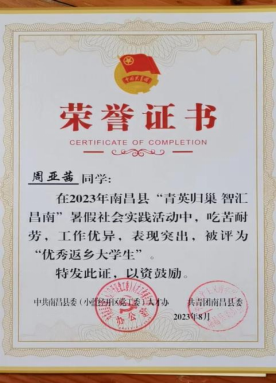 荣誉证书
CERTIFICATE OF COMPLETION
周亚茜 同学：
在2023年南昌县“青英归巢 智汇
昌南”暑假社会实践活动中，吃苦耐
劳，工作优异，表现突出，被评为
“优秀返乡大学生”。
特发此证，以资鼓励。
共青团南昌县委
2023年8月